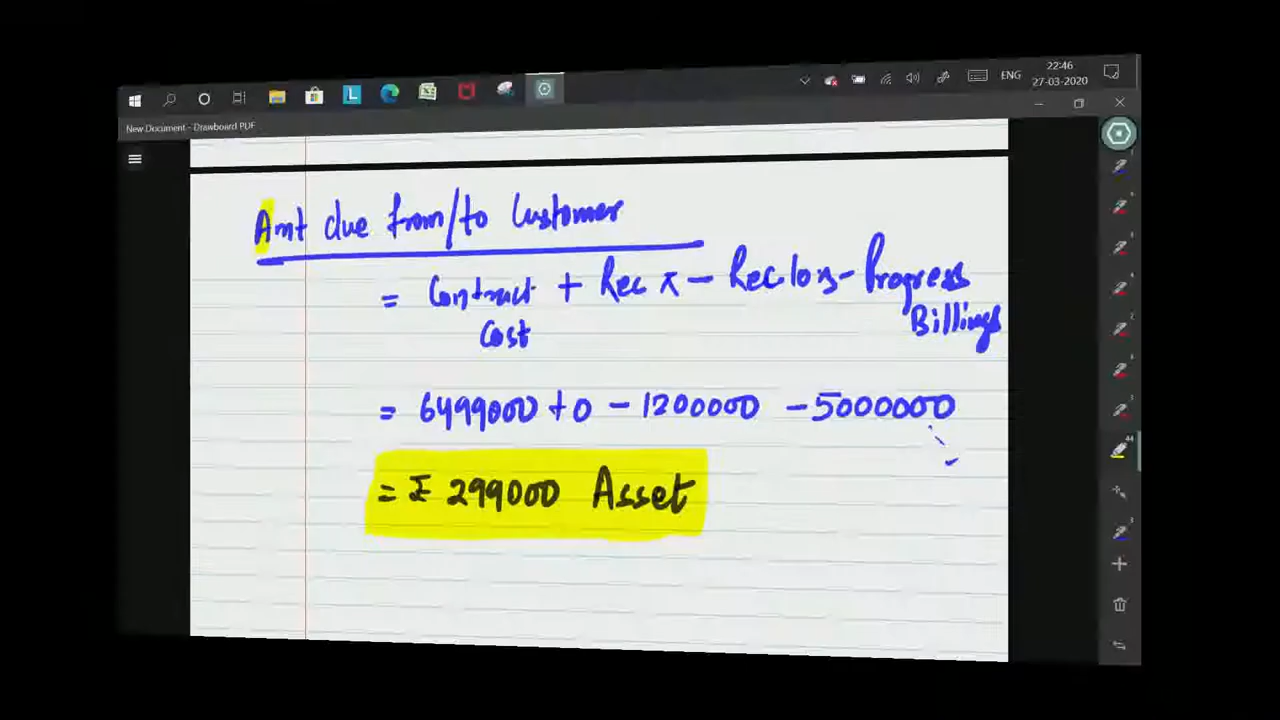 22:46
ENG
27-03-2020
New Document - Drawboard PDF
Amt due from/to Customer
= Contract + Rec π - Rec loss - Progress
Cost Billings
= 6499000 + 0 - 1200000 - 5000000
= ₹ 299000 Asset